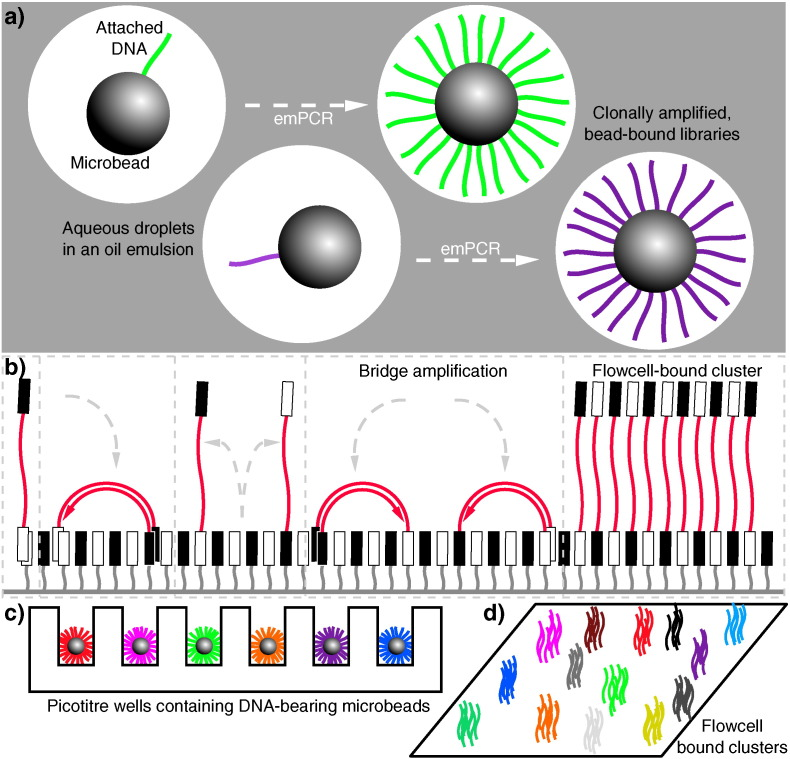 a)
Attached
DNA
Microbead
emPCR
Clonally amplified,
bead-bound libraries
Aqueous droplets
in an oil emulsion
emPCR
b)
Bridge amplification
Flowcell-bound cluster
c)
Picotitre wells containing DNA-bearing microbeads
d)
Flowcell
bound clusters